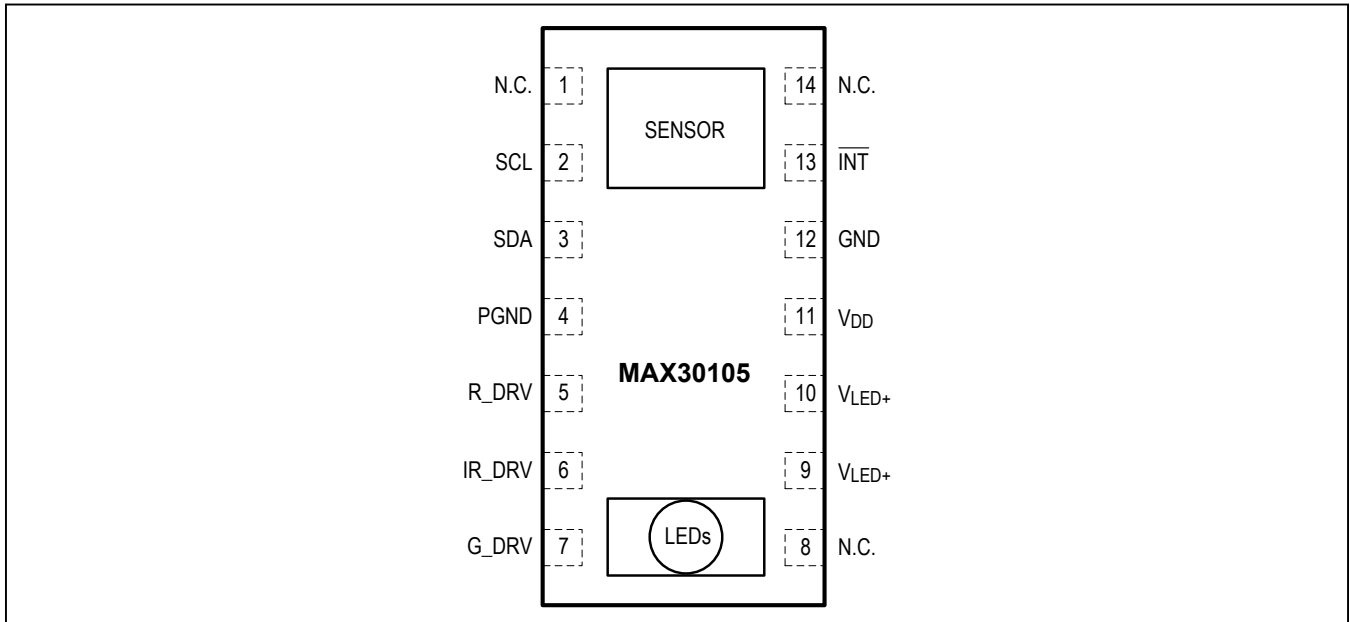 N.C. 1 14 N.C.
SENSOR
SCL 2 13 INT
SDA 3 12 GND
PGND 4 11 VDD
MAX30105
R_DRV 5 10 VLED+
IR_DRV 6 9 VLED+
LEDs
G_DRV 7 8 N.C.